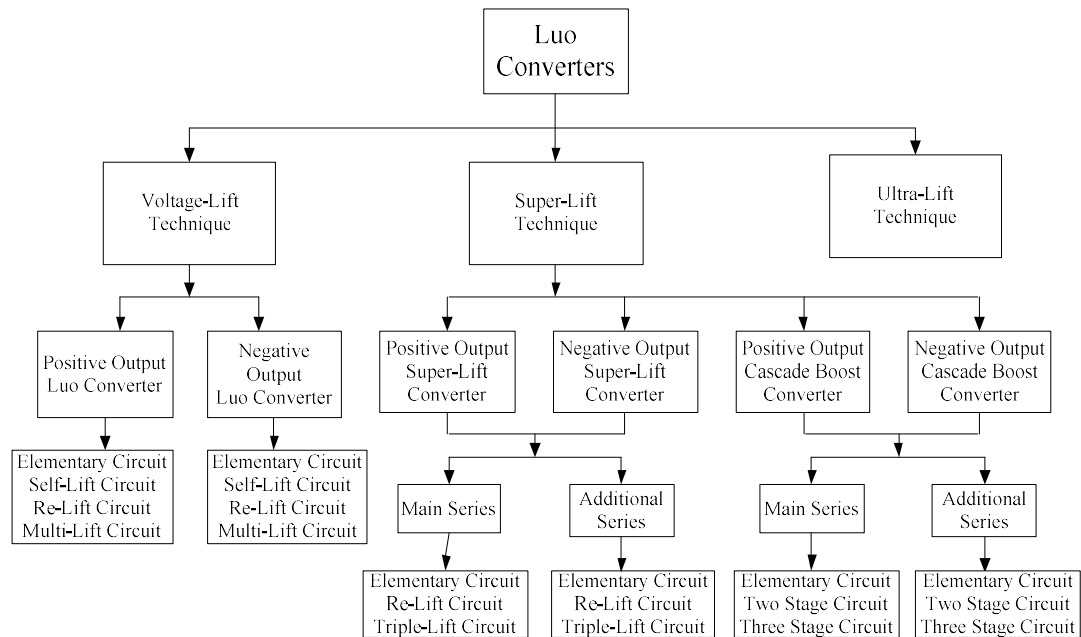 Luo
Converters
Voltage-Lift
Technique
Super-Lift
Technique
Ultra-Lift
Technique
Positive Output
Luo Converter
Negative
Output
Luo Converter
Positive Output
Super-Lift
Converter
Negative Output
Super-Lift
Converter
Positive Output
Cascade Boost
Converter
Negative Output
Cascade Boost
Converter
Elementary Circuit
Self-Lift Circuit
Re-Lift Circuit
Multi-Lift Circuit
Elementary Circuit
Self-Lift Circuit
Re-Lift Circuit
Multi-Lift Circuit
Main Series
Additional
Series
Main Series
Additional
Series
Elementary Circuit
Re-Lift Circuit
Triple-Lift Circuit
Elementary Circuit
Re-Lift Circuit
Triple-Lift Circuit
Elementary Circuit
Two Stage Circuit
Three Stage Circuit
Elementary Circuit
Two Stage Circuit
Three Stage Circuit